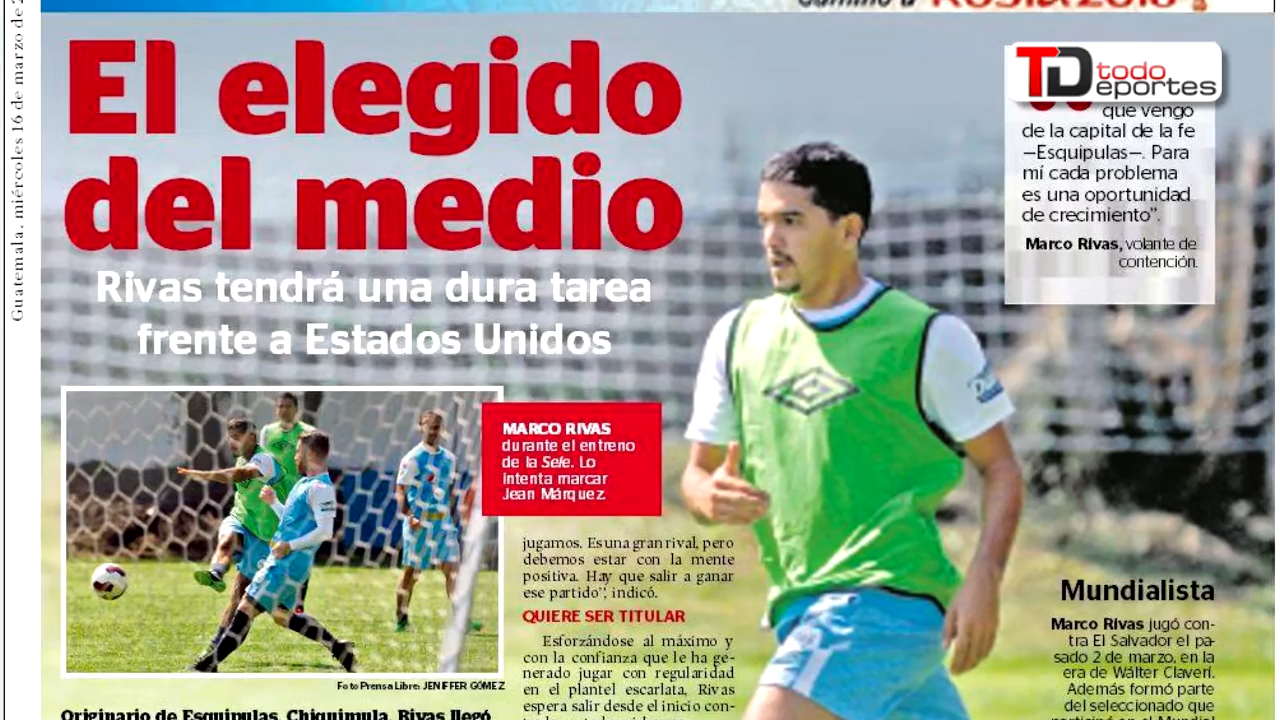 Guatemala, miércoles 16 de marzo de
Camino a Rusia 2018
El elegido
del medio
Rivas tendrá una dura tarea
frente a Estados Unidos
TD todo
Deportes
que vengo
de la capital de la fe
—Esquipulas—. Para
mí cada problema
es una oportunidad
de crecimiento”.
Marco Rivas, volante de
contención.
MARCO RIVAS
durante el entreno
de la Sele. Lo
intenta marcar
Jean Márquez.
Foto Prensa Libre: JENIFFER GÓMEZ
Originario de Esquipulas, Chiquimula, Rivas llegó
jugamos. Es una gran rival, pero
debemos estar con la mente
positiva. Hay que salir a ganar
ese partido”, indicó.
QUIERE SER TITULAR
Esforzándose al máximo y
con la confianza que le ha ge-
nerado jugar con regularidad
en el plantel escarlata, Rivas
espera salir desde el inicio con-
Mundialista
Marco Rivas jugó con-
tra El Salvador el pa-
sado 2 de marzo, en la
era de Wálter Claverí.
Además formó parte
del seleccionado que